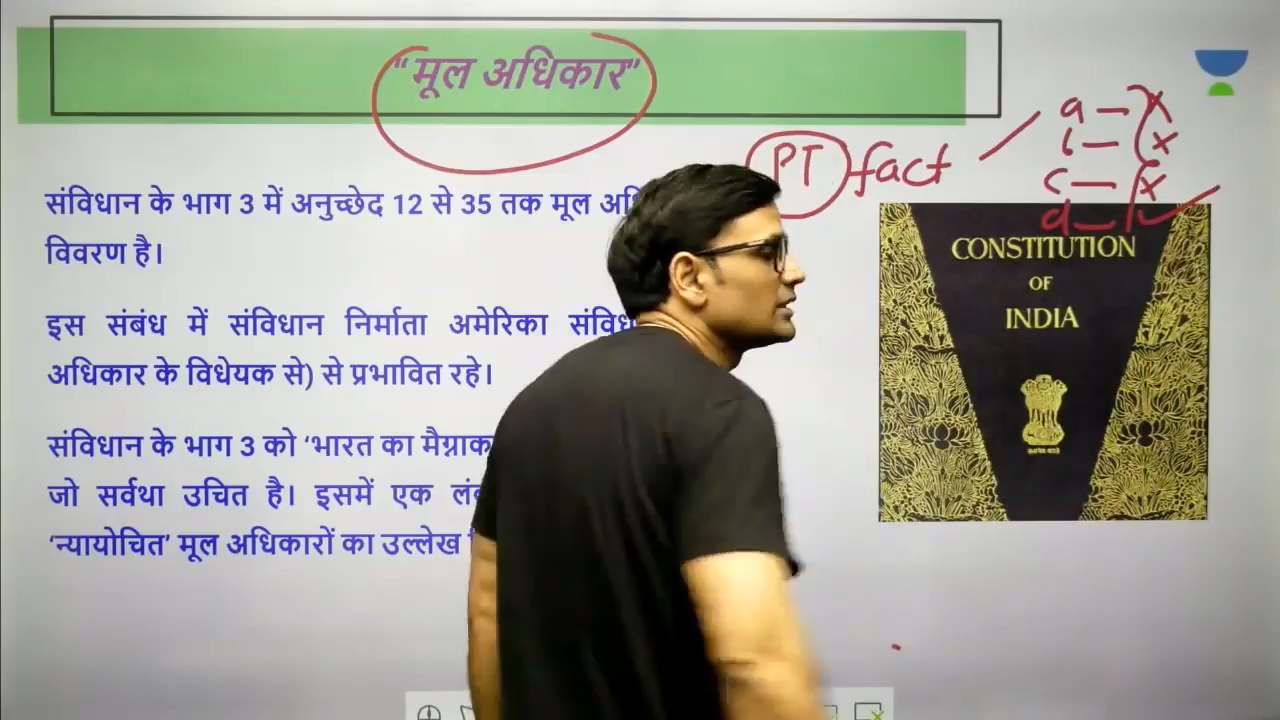 "मूल अधिकार"
a — x
b — x
PT fact
c — x
d —
संविधान के भाग 3 में अनुच्छेद 12 से 35 तक मूल
विवरण है।
CONSTITUTION
OF
INDIA
इस संबंध में संविधान निर्माता अमेरिका
अधिकार के विधेयक से) से प्रभावित रहे।
संविधान के भाग 3 को ‘भारत का
जो सर्वथा उचित है। इसमें एक
‘न्यायोचित’ मूल अधिकारों का उल्लेख